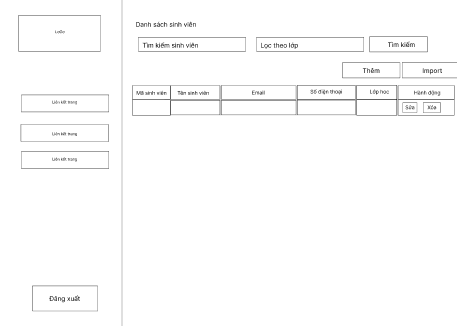 LoGo
Danh sách sinh viên
Tìm kiếm sinh viên
Lọc theo lớp
Tìm kiếm
Thêm
Import
Mã sinh viên
Tên sinh viên
Email
Số điện thoại
Lớp học
Hành động
Sửa
Xóa
Liên kết trang
Liên kết trang
Liên kết trang
Đăng xuất